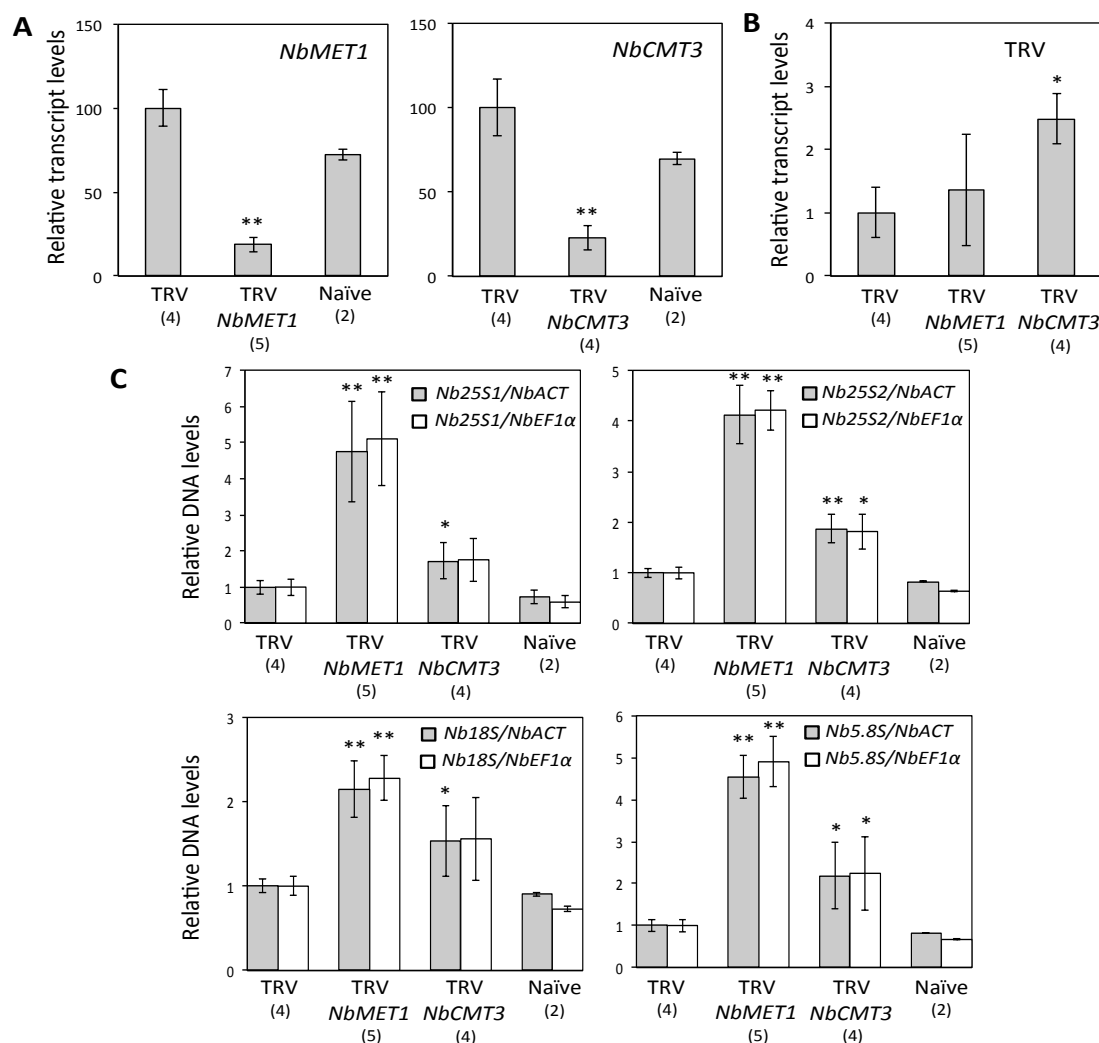 A
Relative transcript levels
NbMET1
150
100
50
0
**
TRV
(4)
TRV
NbMET1
(5)
Naïve
(2)
NbCMT3
150
100
50
0
**
TRV
(4)
TRV
NbCMT3
(4)
Naïve
(2)
B
Relative transcript levels
TRV
4
3
2
1
0
*
TRV
(4)
TRV
NbMET1
(5)
TRV
NbCMT3
(4)
C
Relative DNA levels
7
6
5
4
3
2
1
0
Nb25S1/NbACT
Nb25S1/NbEF1α
** **
*
TRV
(4)
TRV
NbMET1
(5)
TRV
NbCMT3
(4)
Naïve
(2)
5
4
3
2
1
0
Nb25S2/NbACT
Nb25S2/NbEF1α
** **
** *
TRV
(4)
TRV
NbMET1
(5)
TRV
NbCMT3
(4)
Naïve
(2)
Relative DNA levels
3
2
1
0
Nb18S/NbACT
Nb18S/NbEF1α
** **
*
TRV
(4)
TRV
NbMET1
(5)
TRV
NbCMT3
(4)
Naïve
(2)
6
5
4
3
2
1
0
Nb5.8S/NbACT
Nb5.8S/NbEF1α
** **
* *
TRV
(4)
TRV
NbMET1
(5)
TRV
NbCMT3
(4)
Naïve
(2)